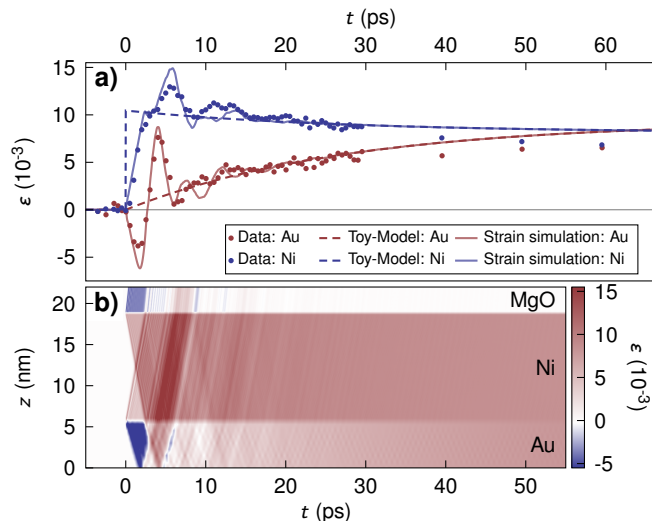 t (ps)
0 10 20 30 40 50 60
a)
15
10
5
0
-5
ε (10⁻³)
Data: Au Toy-Model: Au Strain simulation: Au
Data: Ni Toy-Model: Ni Strain simulation: Ni
b)
20
15
10
5
0
z (nm)
MgO
Ni
Au
15
10
5
0
-5
ε (10⁻³)
0 10 20 30 40 50
t (ps)